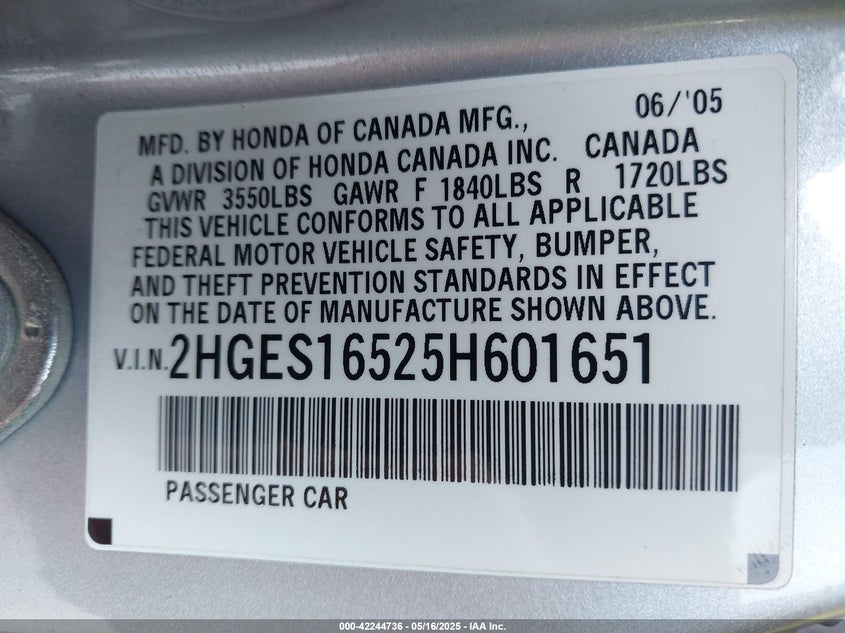 06/'05
MFD. BY HONDA OF CANADA MFG.,
A DIVISION OF HONDA CANADA INC. CANADA
GVWR 3550LBS GAWR F 1840LBS R 1720LBS
THIS VEHICLE CONFORMS TO ALL APPLICABLE
FEDERAL MOTOR VEHICLE SAFETY, BUMPER,
AND THEFT PREVENTION STANDARDS IN EFFECT
ON THE DATE OF MANUFACTURE SHOWN ABOVE.
V.I.N. 2HGES16525H601651
PASSENGER CAR
000-42244736 - 05/16/2025 - IAA Inc.